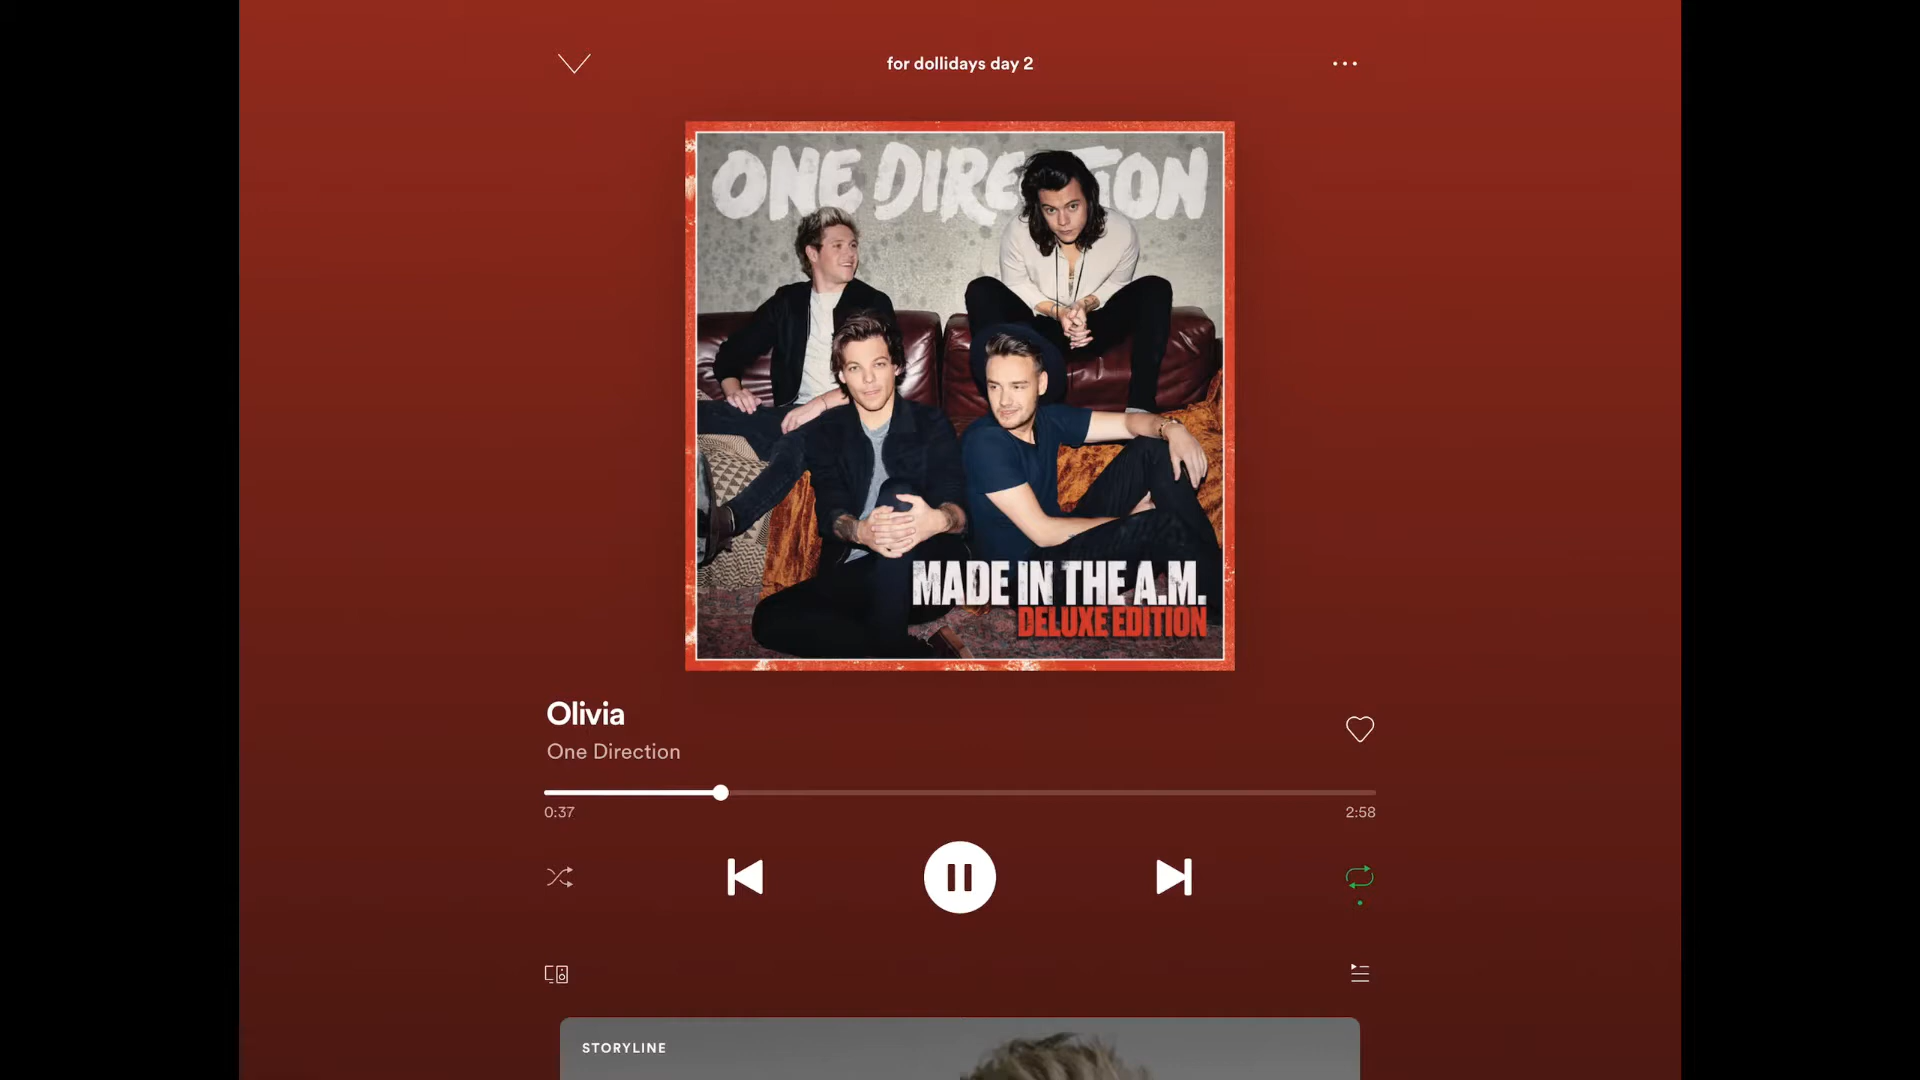 for dollidays day 2
ONE DIRECTION
MADE IN THE A.M.
DELUXE EDITION
Olivia
One Direction
0:37
2:58
STORYLINE